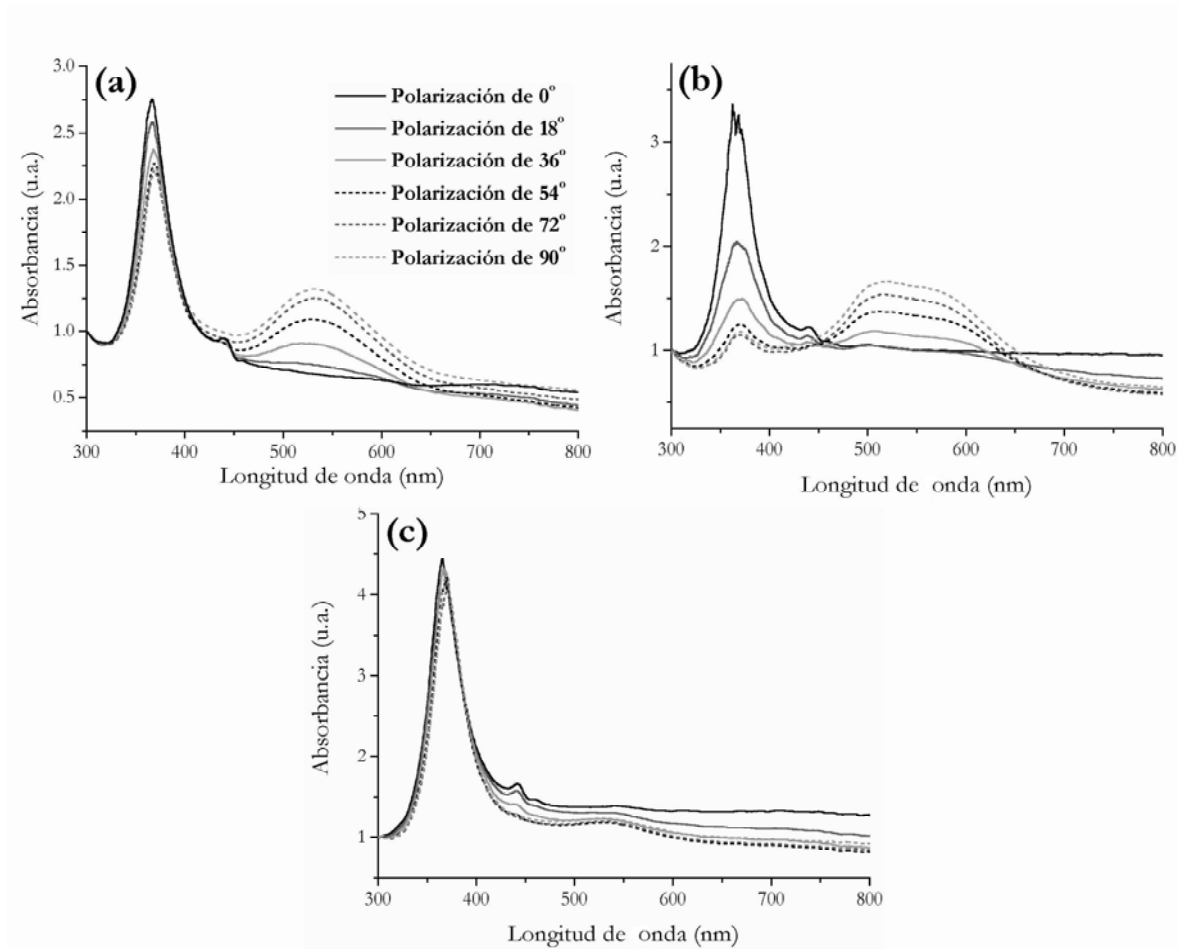 (a)
3.0
2.5
2.0
1.5
1.0
0.5
300 400 500 600 700 800
Longitud de onda (nm)
Absorbancia (u.a.)
Polarización de 0°
Polarización de 18°
Polarización de 36°
Polarización de 54°
Polarización de 72°
Polarización de 90°
(b)
3
2
1
300 400 500 600 700 800
Longitud de onda (nm)
Absorbancia (u.a.)
(c)
5
4
3
2
1
300 400 500 600 700 800
Longitud de onda (nm)
Absorbancia (u.a.)